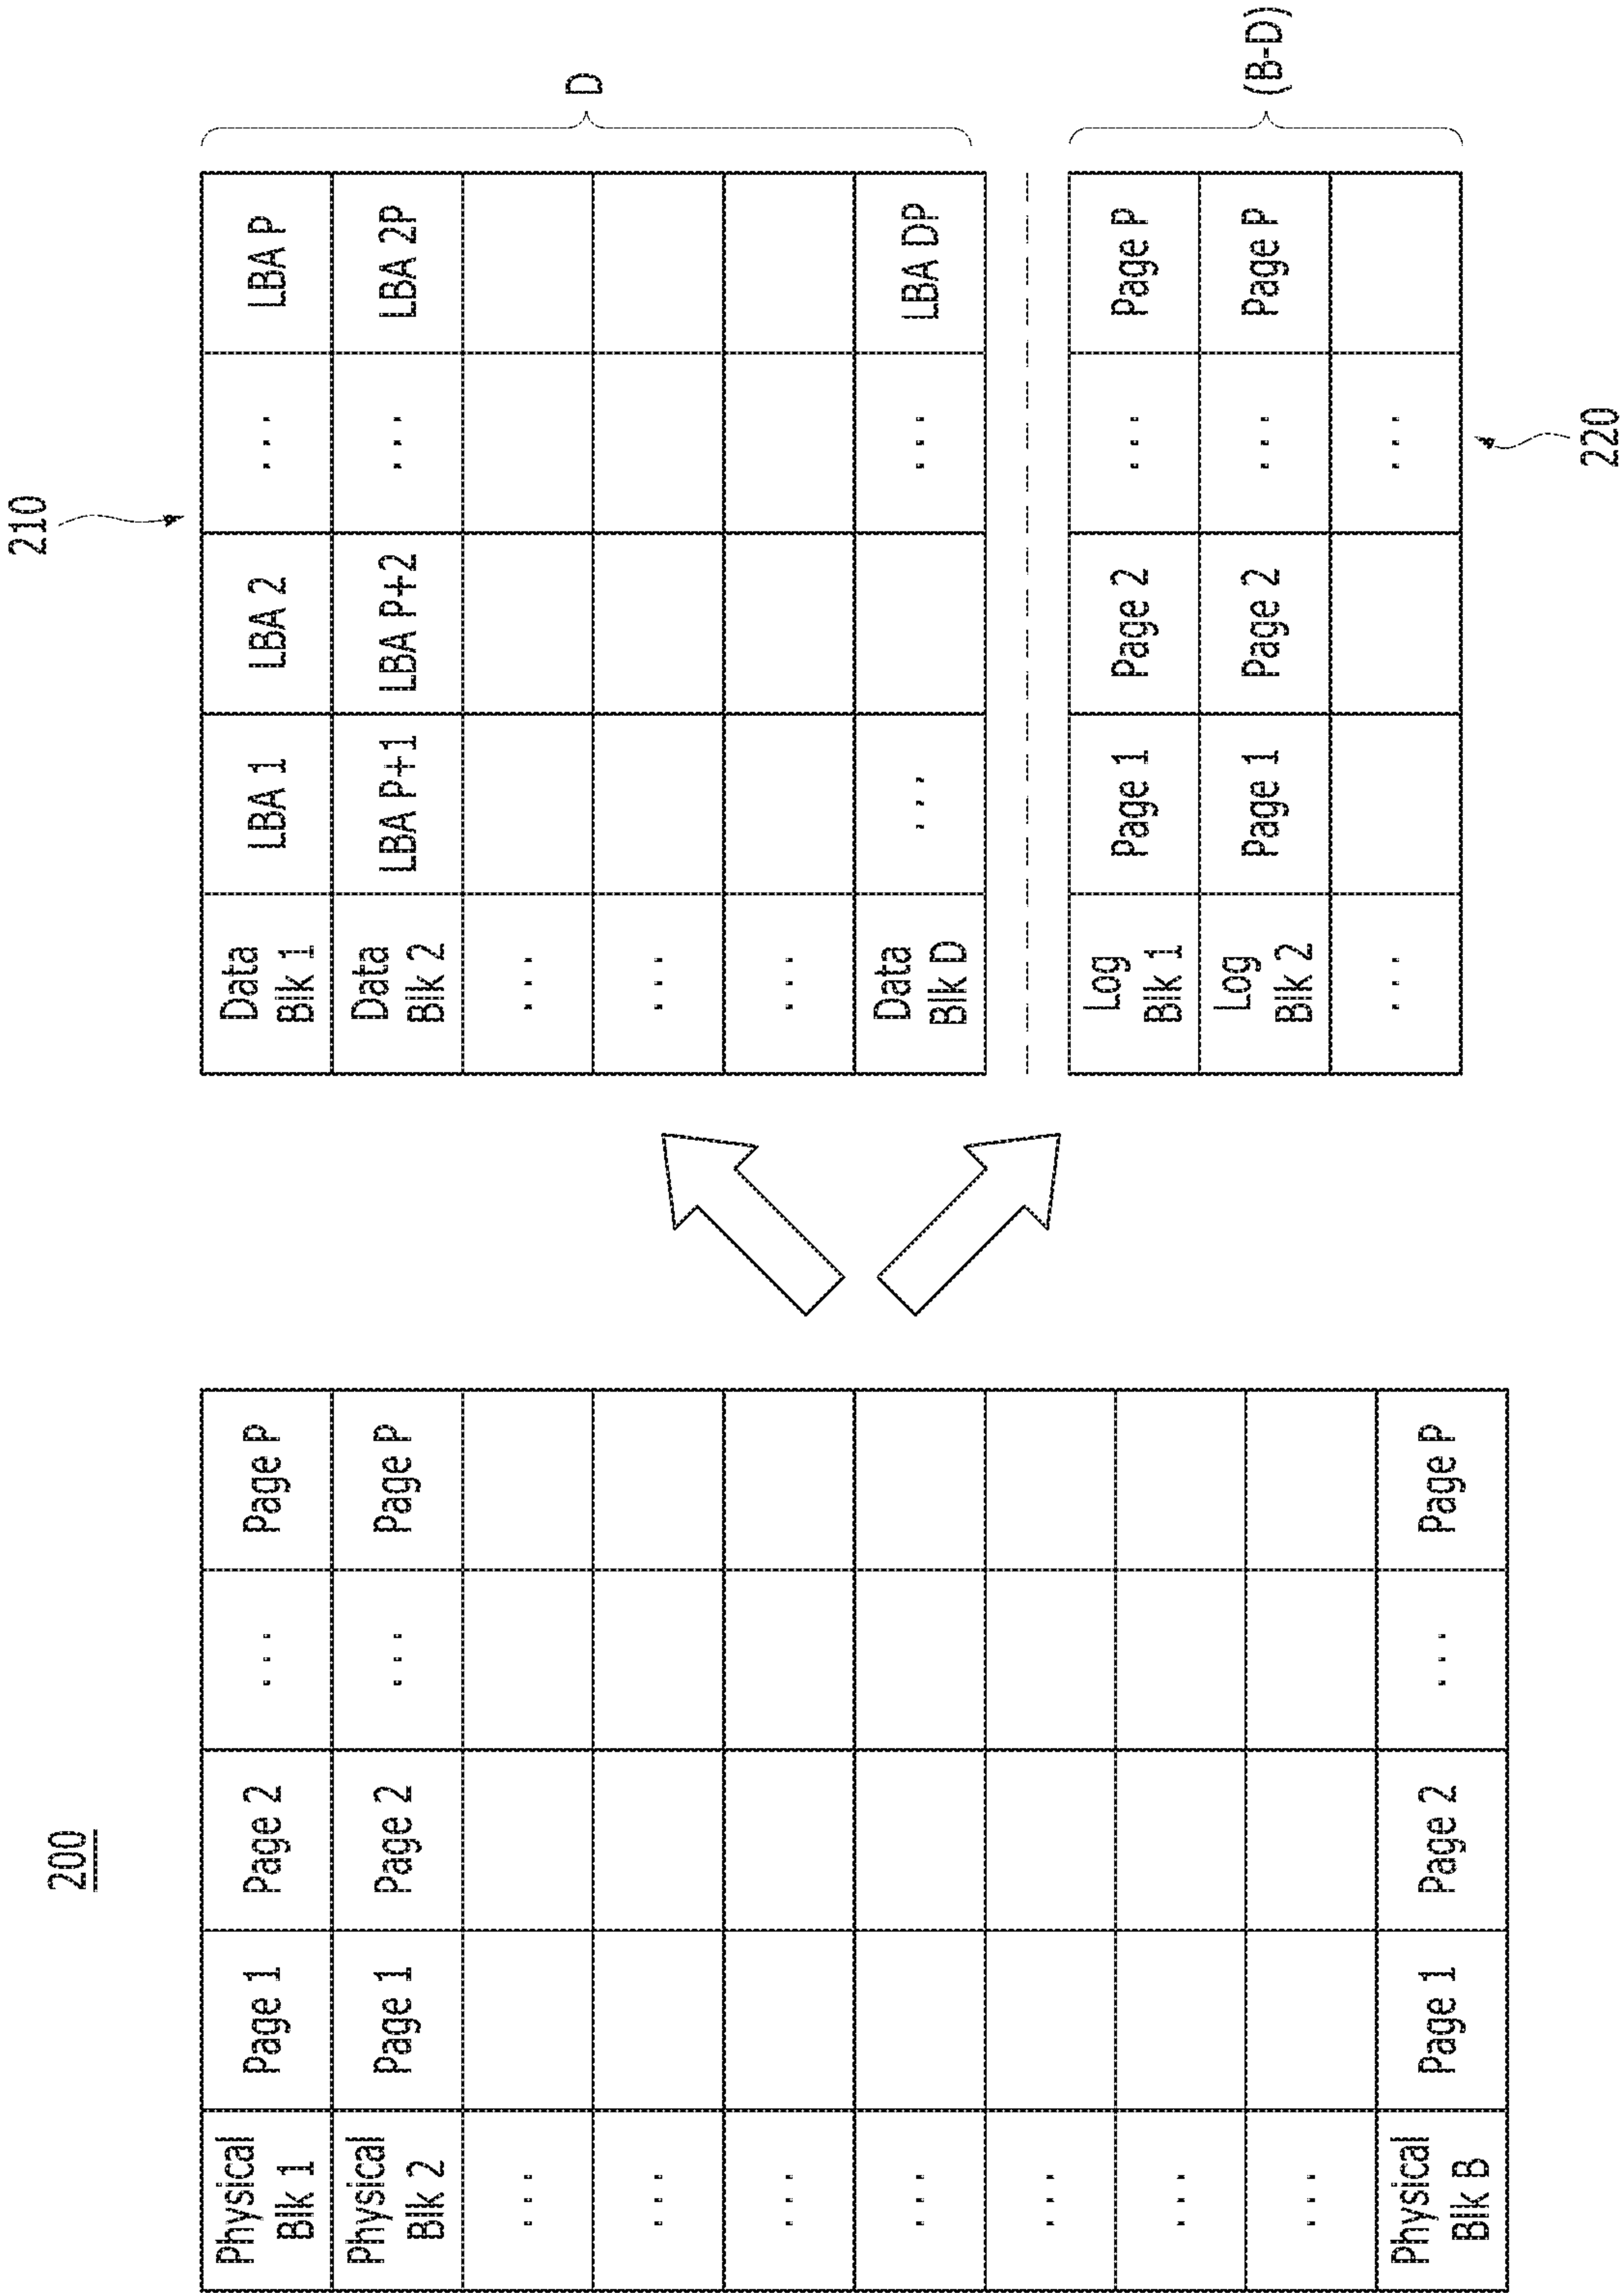 200
Physical
Blk 1
Page 1
Page 2
...
Page P
Physical
Blk 2
Page 1
Page 2
...
Page P
...
...
...
...
...
...
...
Physical
Blk B
Page 1
Page 2
...
Page P
210
Data
Blk 1
LBA 1
LBA 2
...
LBA P
Data
Blk 2
LBA P+1
LBA P+2
...
LBA 2P
...
...
...
Data
Blk D
...
...
LBA DP
D
Log
Blk 1
Page 1
Page 2
...
Page P
Log
Blk 2
Page 1
Page 2
...
Page P
...
...
(B-D)
220